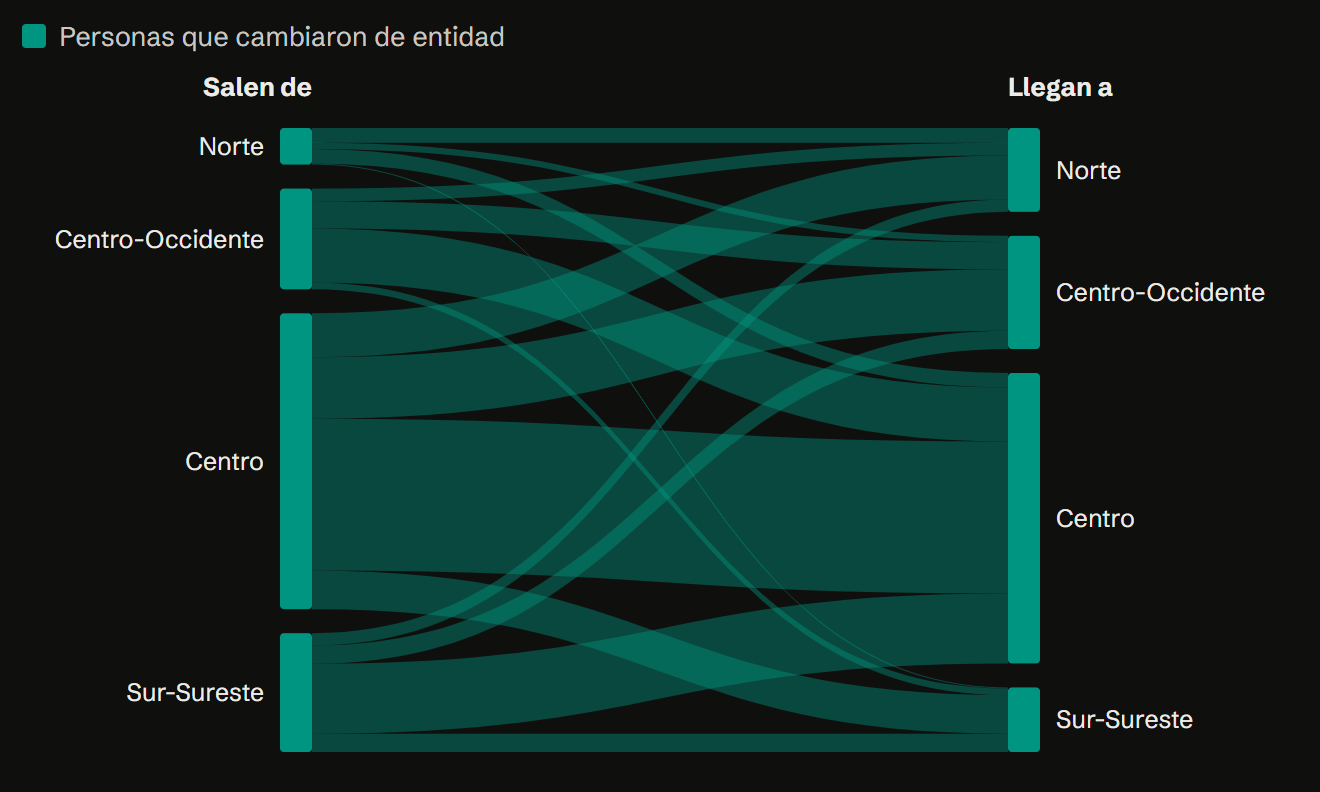 Personas que cambiaron de entidad
Salen de
Llegan a
Norte
Centro-Occidente
Centro
Sur-Sureste
Norte
Centro-Occidente
Centro
Sur-Sureste